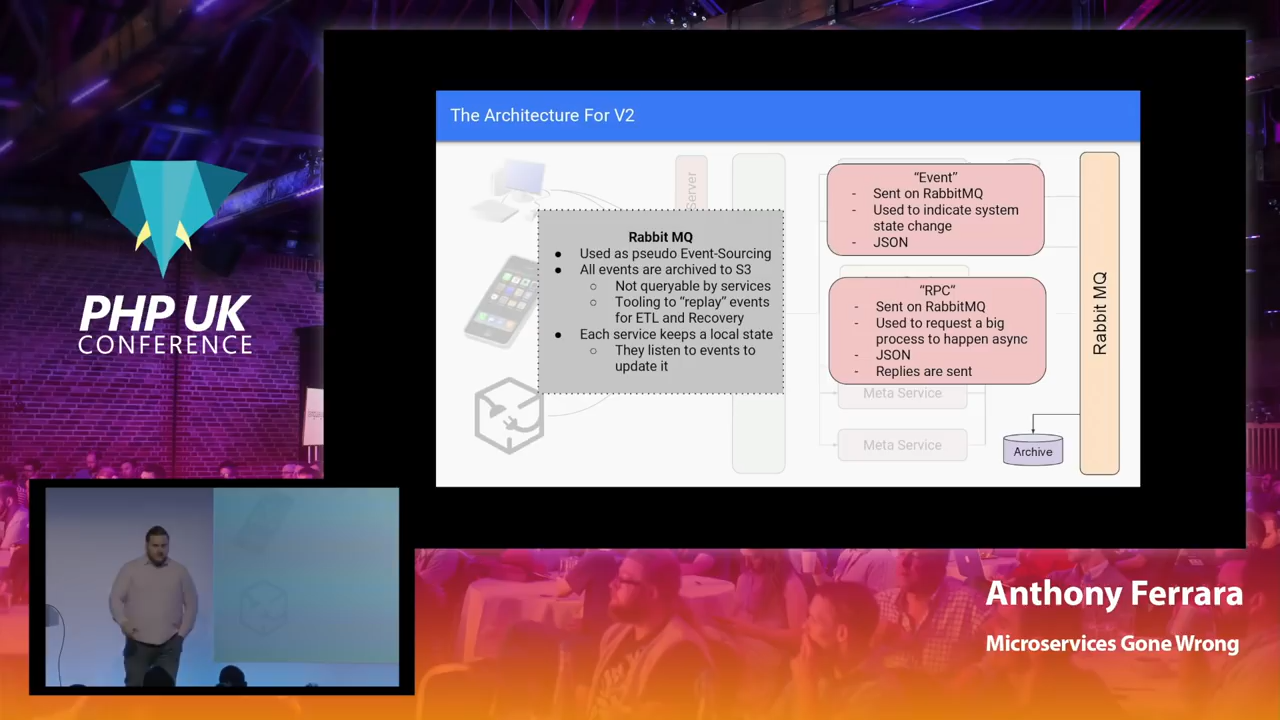 PHP UK
CONFERENCE
The Architecture For V2
Server
Rabbit MQ
● Used as pseudo Event-Sourcing
● All events are archived to S3
○ Not queryable by services
○ Tooling to “replay” events
for ETL and Recovery
● Each service keeps a local state
○ They listen to events to
update it
“Event”
- Sent on RabbitMQ
- Used to indicate system
state change
- JSON
“RPC”
- Sent on RabbitMQ
- Used to request a big
process to happen async
- JSON
- Replies are sent
Meta Service
Meta Service
Archive
Rabbit MQ
Anthony Ferrara
Microservices Gone Wrong